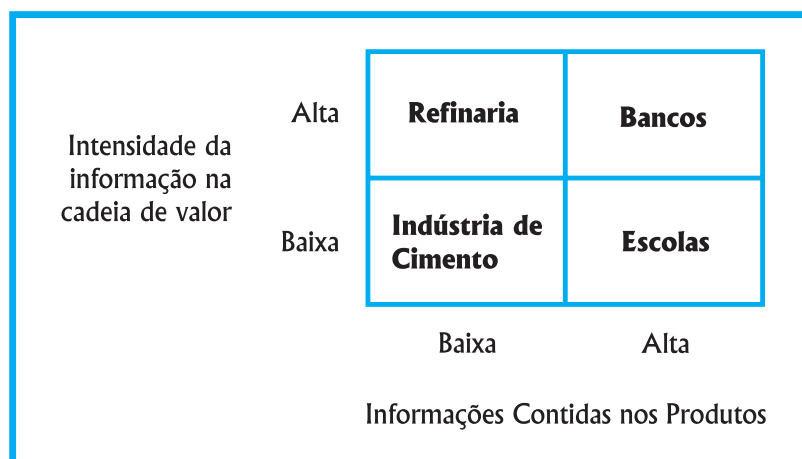 Alta
Refinaria
Bancos
Intensidade da
informação na
cadeia de valor
Baixa
Indústria de
Cimento
Escolas
Baixa
Alta
Informações Contidas nos Produtos